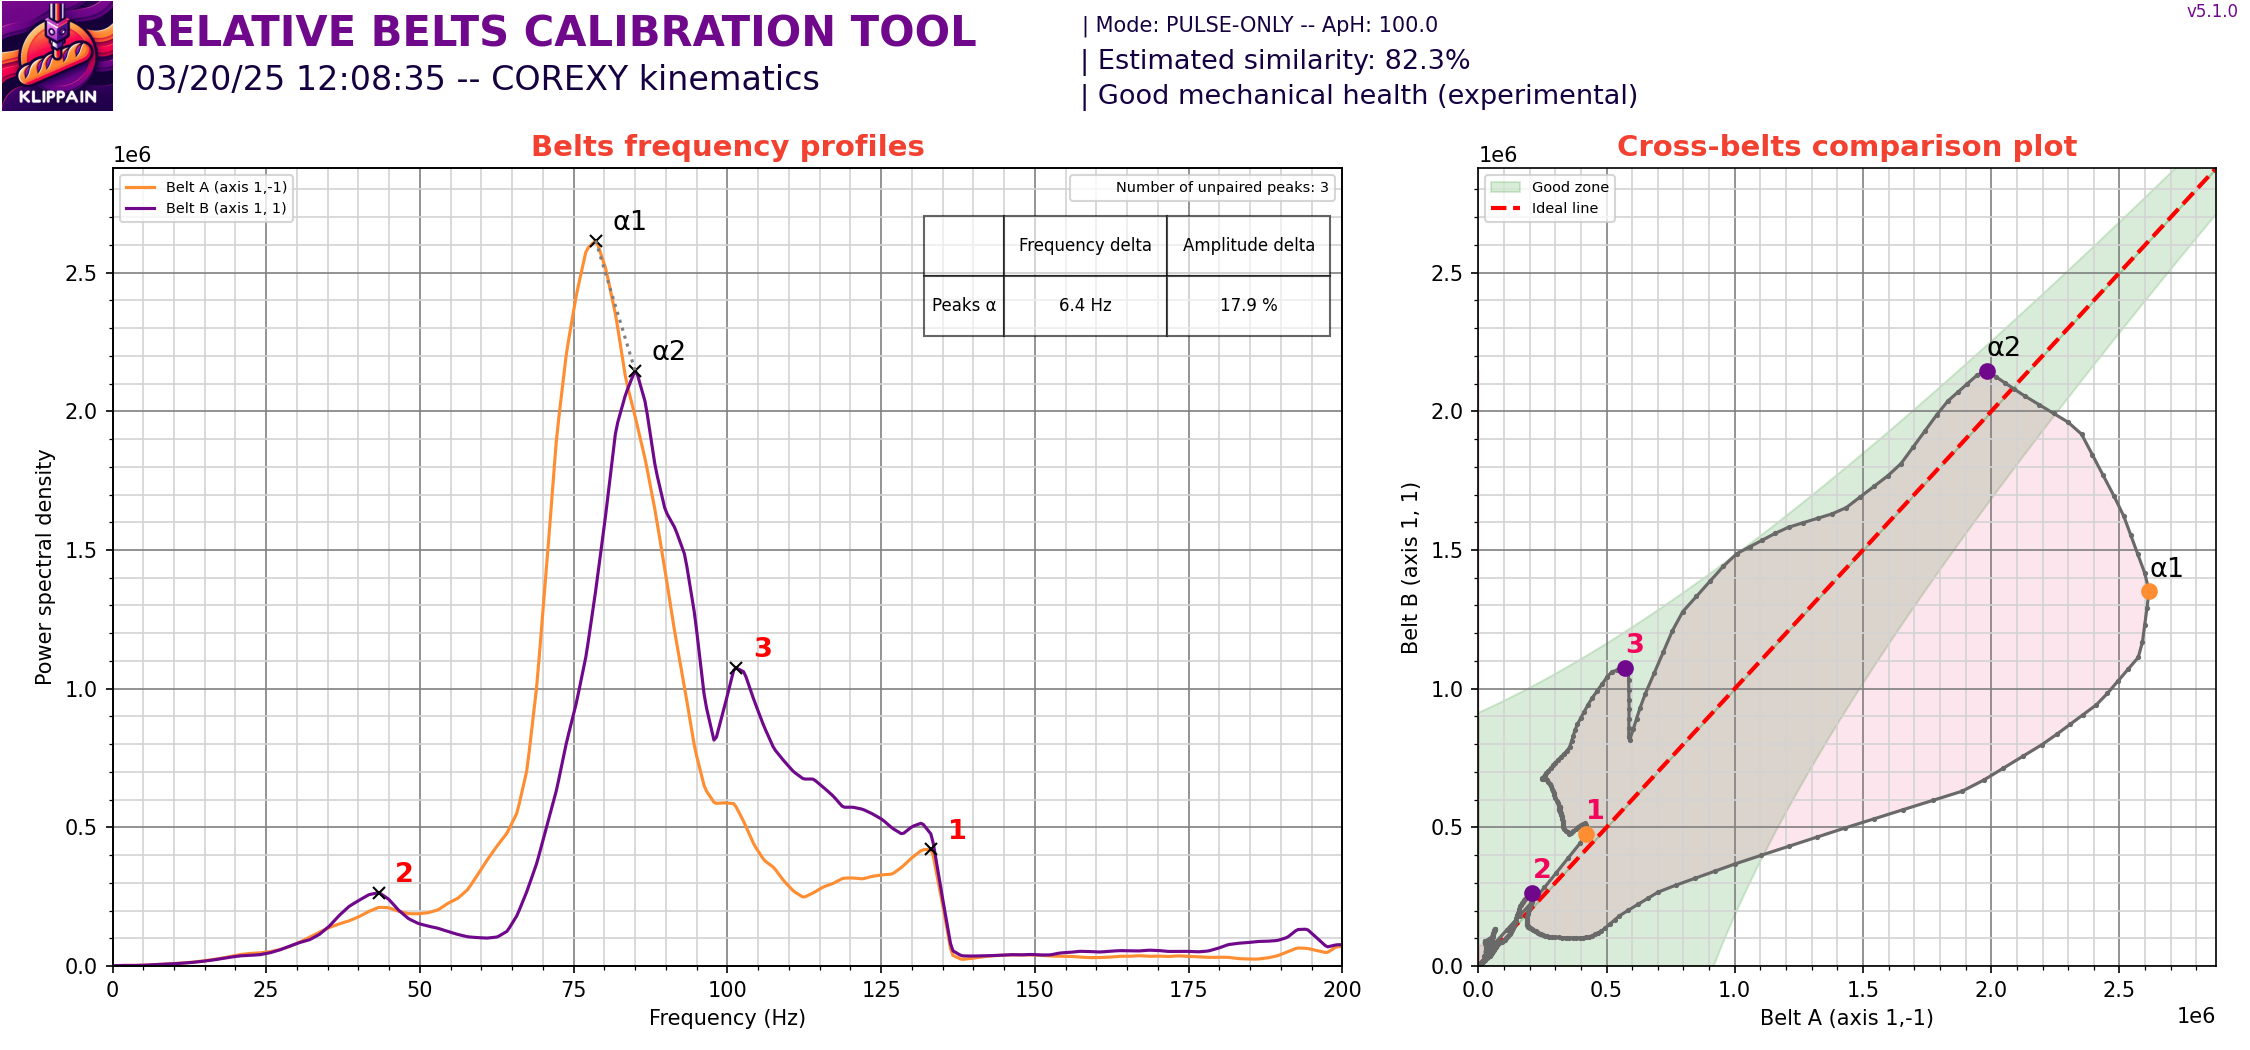 KLIPPAIN
RELATIVE BELTS CALIBRATION TOOL
03/20/25 12:08:35 -- COREXY kinematics
| Mode: PULSE-ONLY -- ApH: 100.0
| Estimated similarity: 82.3%
| Good mechanical health (experimental)
v5.1.0
Belts frequency profiles
1e6
Belt A (axis 1,-1)
Belt B (axis 1, 1)
Number of unpaired peaks: 3
Frequency delta Amplitude delta
Peaks α 6.4 Hz 17.9 %
α1
α2
3
1
2
Power spectral density
2.5
2.0
1.5
1.0
0.5
0.0
0 25 50 75 100 125 150 175 200
Frequency (Hz)
Cross-belts comparison plot
1e6
Good zone
Ideal line
α2
α1
3
1
2
Belt B (axis 1, 1)
2.5
2.0
1.5
1.0
0.5
0.0
0.0 0.5 1.0 1.5 2.0 2.5
Belt A (axis 1,-1)
1e6